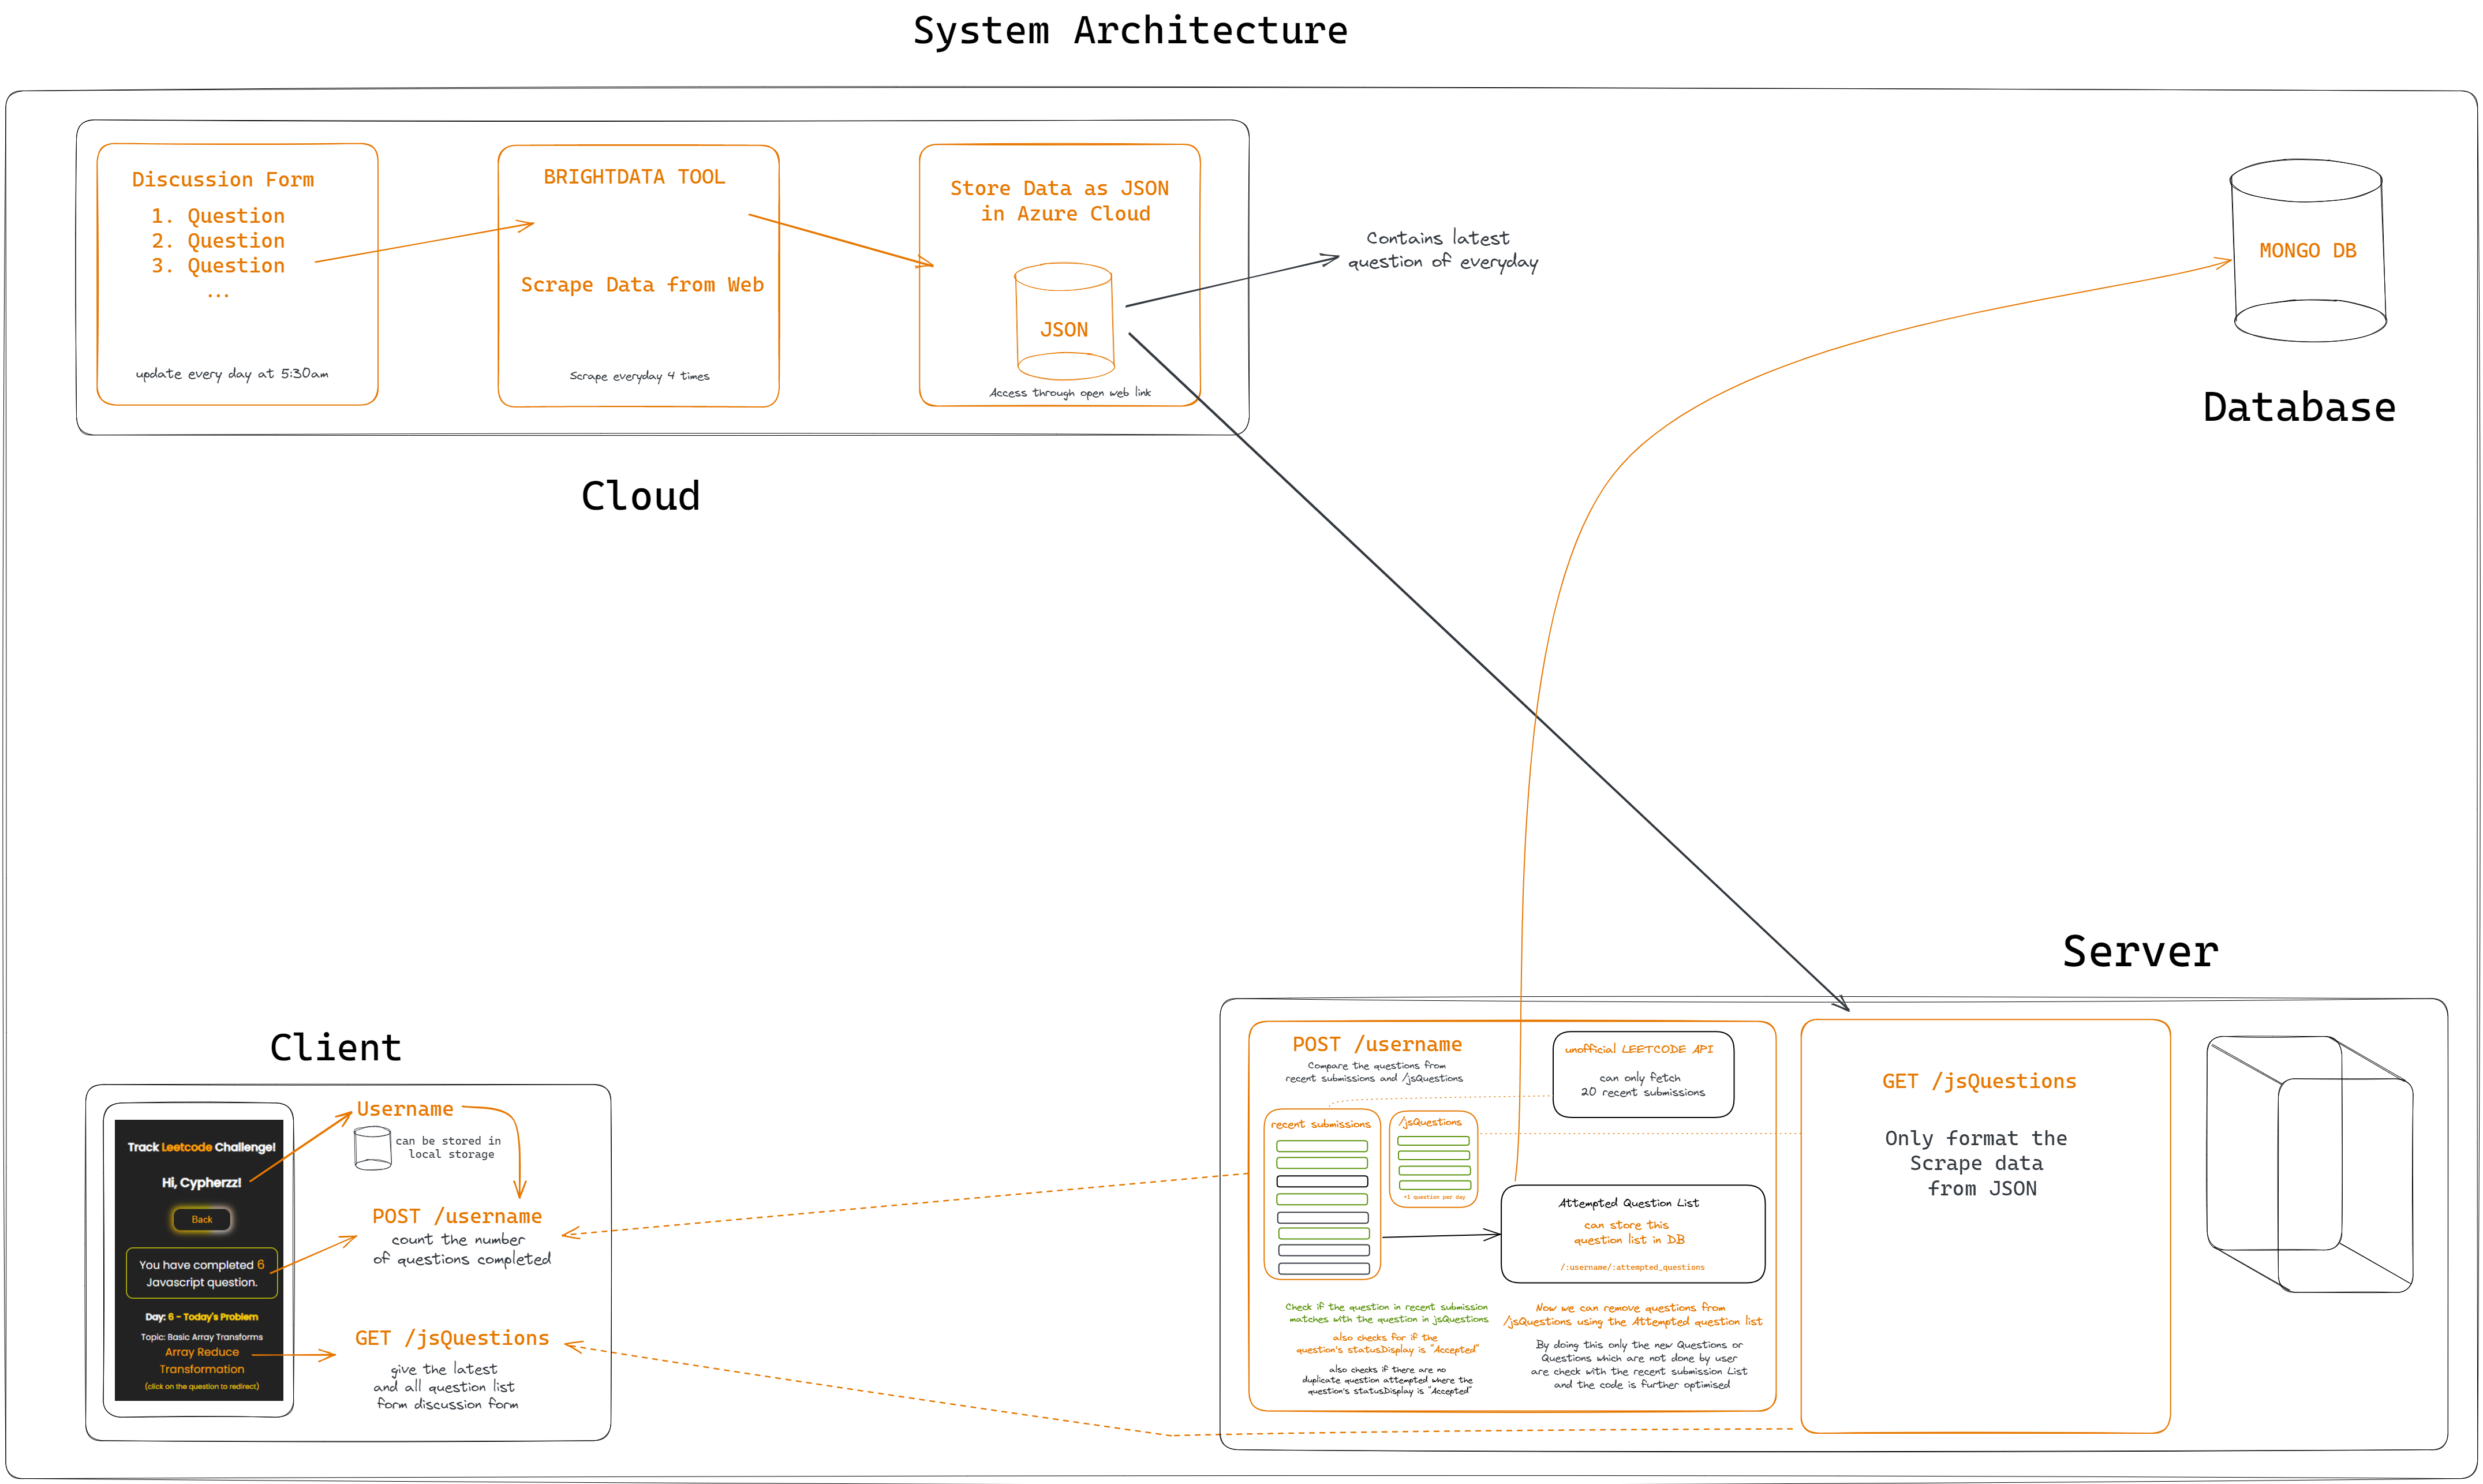 System Architecture
Discussion Form
1. Question
2. Question
3. Question
...
update every day at 5:30am
BRIGHTDATA TOOL
Scrape Data from Web
Scrape everyday 4 times
Store Data as JSON
in Azure Cloud
JSON
Access through open web link
Contains latest
question of everyday
MONGO DB
Database
Cloud
Server
Client
Track Leetcode Challenge!
Hi, Cypherzz!
Back
You have completed 6
Javascript question.
Day: 6 - Today's Problem
Topic: Basic Array Transforms
Array Reduce
Transformation
(click on the question to redirect)
Username
can be stored in
local storage
POST /username
count the number
of questions completed
GET /jsQuestions
give the latest
and all question list
form discussion form
POST /username
Compare the questions from
recent submissions and /jsQuestions
unofficial LEETCODE API
can only fetch
20 recent submissions
recent submissions
/jsQuestions
+1 question per day
Attempted Question List
can store this
question list in DB
/:username/:attempted_questions
Check if the question in recent submission
matches with the question in jsQuestions
also checks for if the
question's statusDisplay is "Accepted"
also checks if there are no
duplicate question attempted where the
question's statusDisplay is "Accepted"
Now we can remove questions from
/jsQuestions using the Attempted question list
By doing this only the new Questions or
Questions which are not done by user
are check with the recent submission List
and the code is further optimised
GET /jsQuestions
Only format the
Scrape data
from JSON